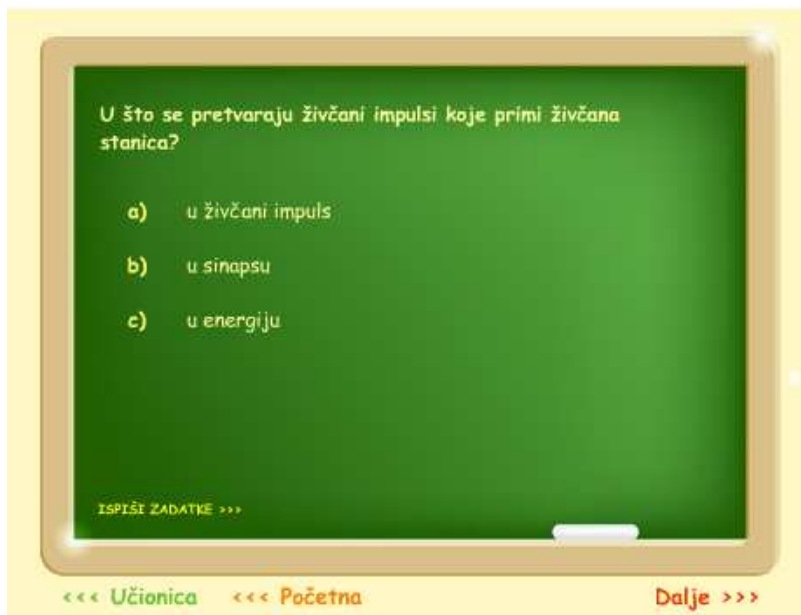 U što se pretvaraju živčani impulsi koje primi živčana
stanica?
a) u živčani impuls
b) u sinapsu
c) u energiju
ISPIŠI ZADATKE >>>
<<< Učionica <<< Početna Dalje >>>